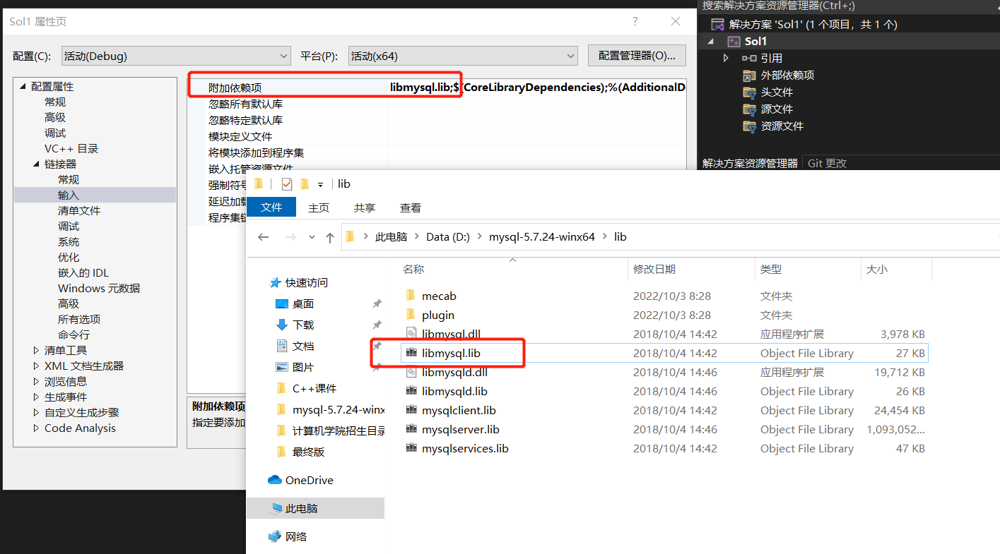 Sol1 属性页
?
配置(C):
活动(Debug)
平台(P):
活动(x64)
配置管理器(O)...
配置属性
常规
高级
调试
VC++ 目录
链接器
常规
输入
清单文件
调试
系统
优化
嵌入的 IDL
Windows 元数据
高级
所有选项
命令行
清单工具
XML 文档生成器
浏览信息
生成事件
自定义生成步骤
Code Analysis
附加依赖项
libmysql.lib;$(CoreLibraryDependencies);%(AdditionalD
忽略所有默认库
忽略特定默认库
模块定义文件
将模块添加到程序集
嵌入托管资源文件
强制符号
延迟加载
程序集链
附加依赖项
指定要添加
搜索解决方案资源管理器(Ctrl+;)
解决方案 'Sol1' (1 个项目，共 1 个)
Sol1
引用
外部依赖项
头文件
源文件
资源文件
解决方案资源管理器
Git 更改
lib
文件
主页
共享
查看
此电脑
Data (D:)
mysql-5.7.24-winx64
lib
快速访问
桌面
下载
文档
图片
C++课件
mysql-5.7.24-winx
计算机学院招生目录
最终版
OneDrive
此电脑
网络
名称 修改日期 类型 大小
mecab 2022/10/3 8:28 文件夹
plugin 2022/10/3 8:28 文件夹
libmysql.dll 2018/10/4 14:42 应用程序扩展 3,978 KB
libmysql.lib 2018/10/4 14:42 Object File Library 27 KB
libmysqld.dll 2018/10/4 14:46 应用程序扩展 19,712 KB
libmysqld.lib 2018/10/4 14:46 Object File Library 26 KB
mysqlclient.lib 2018/10/4 14:42 Object File Library 24,454 KB
mysqlserver.lib 2018/10/4 14:46 Object File Library 1,093,052...
mysqlservices.lib 2018/10/4 14:42 Object File Library 47 KB